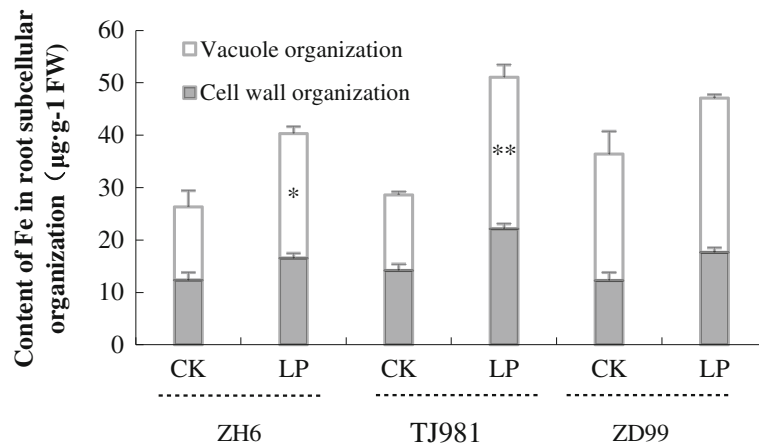 Content of Fe in root subcellular
organization（μg·g-1 FW)
60
50
40
30
20
10
0
Vacuole organization
Cell wall organization
*
**
CK LP CK LP CK LP
ZH6 TJ981 ZD99